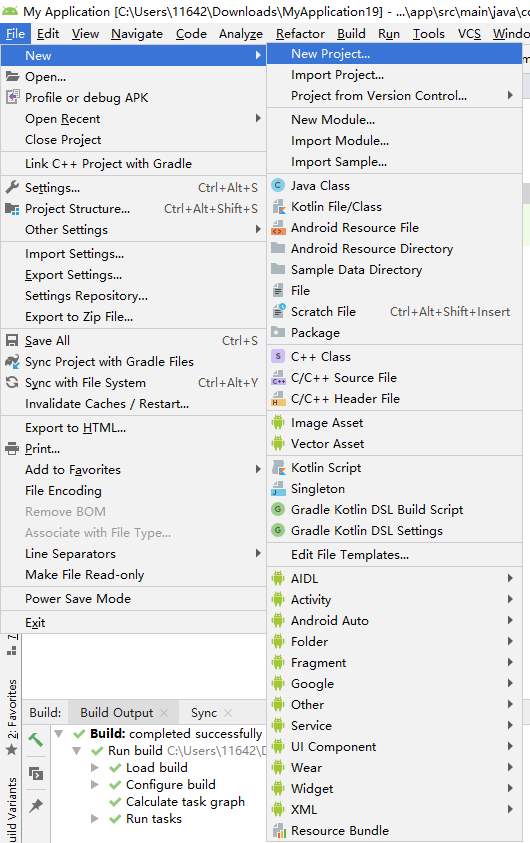 My Application [C:\Users\11642\Downloads\MyApplication19] - ...\app\src\main\java\c
File Edit View Navigate Code Analyze Refactor Build Run Tools VCS Windo
New
Open...
Profile or debug APK
Open Recent
Close Project
Link C++ Project with Gradle
Settings... Ctrl+Alt+S
Project Structure... Ctrl+Alt+Shift+S
Other Settings
Import Settings...
Export Settings...
Settings Repository...
Export to Zip File...
Save All Ctrl+S
Sync Project with Gradle Files
Sync with File System Ctrl+Alt+Y
Invalidate Caches / Restart...
Export to HTML...
Print...
Add to Favorites
File Encoding
Remove BOM
Associate with File Type...
Line Separators
Make File Read-only
Power Save Mode
Exit
New Project...
Import Project...
Project from Version Control...
New Module...
Import Module...
Import Sample...
Java Class
Kotlin File/Class
Android Resource File
Android Resource Directory
Sample Data Directory
File
Scratch File Ctrl+Alt+Shift+Insert
Package
C++ Class
C/C++ Source File
C/C++ Header File
Image Asset
Vector Asset
Kotlin Script
Singleton
Gradle Kotlin DSL Build Script
Gradle Kotlin DSL Settings
Edit File Templates...
AIDL
Activity
Android Auto
Folder
Fragment
Google
Other
Service
UI Component
Wear
Widget
XML
Resource Bundle
2: Favorites
uild Variants
Build: Build Output Sync
Build: completed successfully
Run build C:\Users\11642\D
Load build
Configure build
Calculate task graph
Run tasks